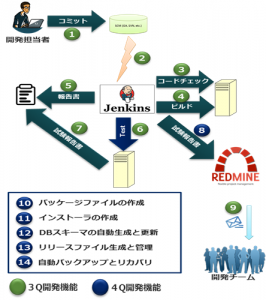 コミット
①
開発担当者
②
③
コードチェック
⑤
報告書
④
ビルド
Jenkins
Test
⑥
⑦
試験報告書
⑧
試験報告書
REDMINE
⑨
開発チーム
⑩ パッケージファイルの作成
⑪ インストーラの作成
⑫ DBスキーマの自動生成と更新
⑬ リリースファイル生成と管理
⑭ 自動バックアップとリカバリ
３Q開発機能
４Q開発機能